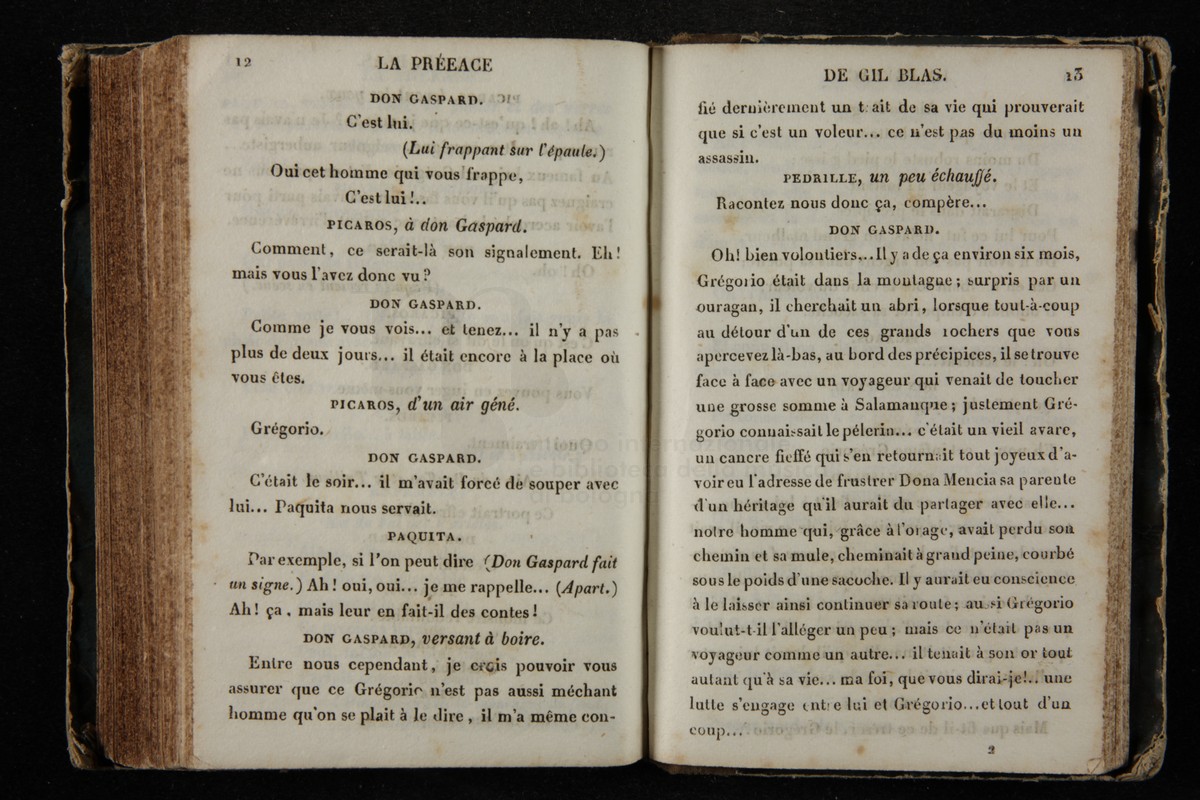 12
LA PRÉEACE
DON GASPARD.
C'est lui.
(Lui frappant sur l'épaule.)
Oui cet homme qui vous frappe,
C'est lui !..
PICAROS, à don Gaspard.
Comment, ce serait-là son signalement. Eh!
mais vous l'avez donc vu ?
DON GASPARD.
Comme je vous vois... et tenez... il n'y a pas
plus de deux jours... il était encore à la place où
vous êtes.
PICAROS, d'un air géné.
Grégorio.
DON GASPARD.
C'était le soir... il m'avait forcé de souper avec
lui... Paquita nous servait.
PAQUITA.
Par exemple, si l'on peut dire (Don Gaspard fait
un signe.) Ah ! oui, oui... je me rappelle... (Apart.)
Ah! ça, mais leur en fait-il des contes !
DON GASPARD, versant à boire.
Entre nous cependant, je crois pouvoir vous
assurer que ce Grégorio n'est pas aussi méchant
homme qu'on se plait à le dire, il m'a même con-
DE GIL BLAS.
13
fié dernièrement un trait de sa vie qui prouverait
que si c'est un voleur... ce n'est pas du moins un
assassin.
PEDRILLE, un peu échauffé.
Racontez nous donc ça, compère...
DON GASPARD.
Oh! bien volontiers... Il y a de ça environ six mois,
Grégorio était dans la montagne ; surpris par un
ouragan, il cherchait un abri, lorsque tout-à-coup
au détour d'un de ces grands rochers que vous
apercevez là-bas, au bord des précipices, il se trouve
face à face avec un voyageur qui venait de toucher
une grosse somme à Salamanque ; justement Gré-
gorio connaissait le pélerin... c'était un vieil avare,
un cancre fieffé qui s'en retournait tout joyeux d'a-
voir eu l'adresse de frustrer Dona Mencia sa parente
d'un héritage qu'il aurait du partager avec elle...
notre homme qui, grâce à l'orage, avait perdu son
chemin et sa mule, cheminait à grand peine, courbé
sous le poids d'une sacoche. Il y aurait eu conscience
à le laisser ainsi continuer sa route ; aussi Grégorio
voulut-t-il l'alléger un peu ; mais ce n'était pas un
voyageur comme un autre... il tenait à son or tout
autant qu'à sa vie... ma foi, que vous dirai-je!.. une
lutte s'engage entre lui et Grégorio...et tout d'un
coup...
2